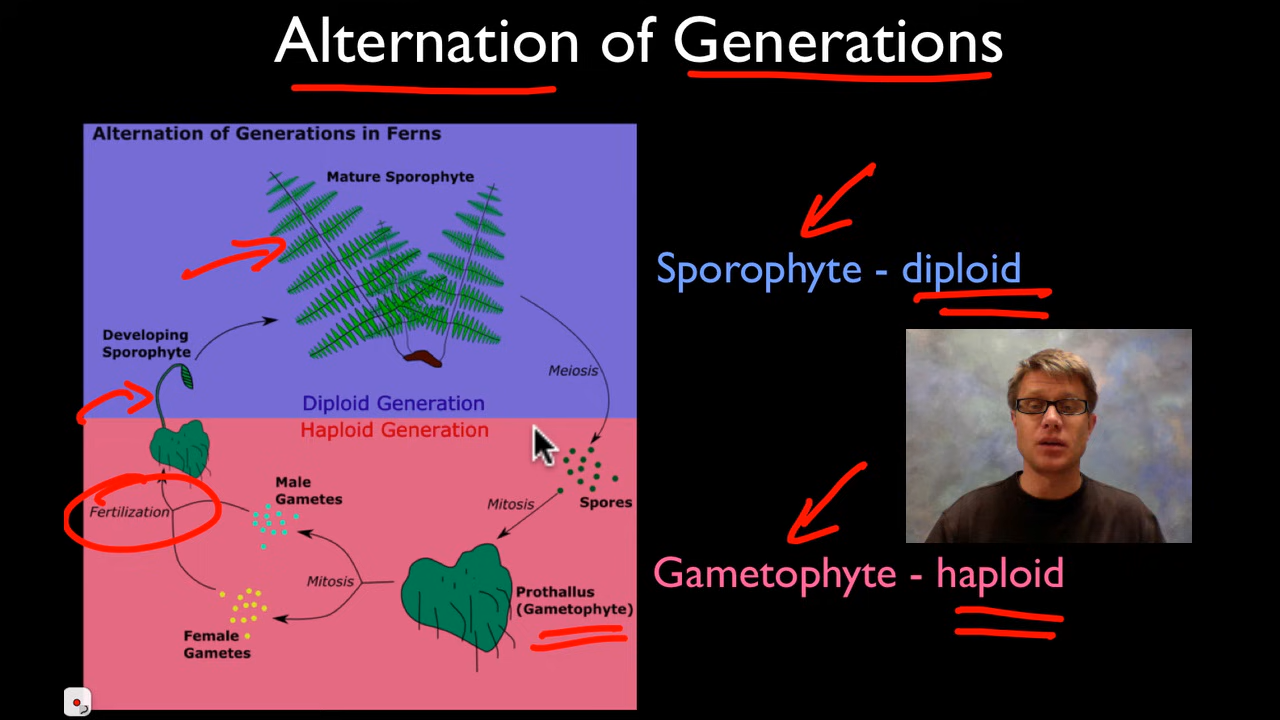 Alternation of Generations
Alternation of Generations in Ferns
Mature Sporophyte
Developing
Sporophyte
Meiosis
Diploid Generation
Haploid Generation
Male
Gametes
Fertilization
Mitosis
Spores
Mitosis
Prothallus
(Gametophyte)
Female
Gametes
Sporophyte - diploid
Gametophyte - haploid